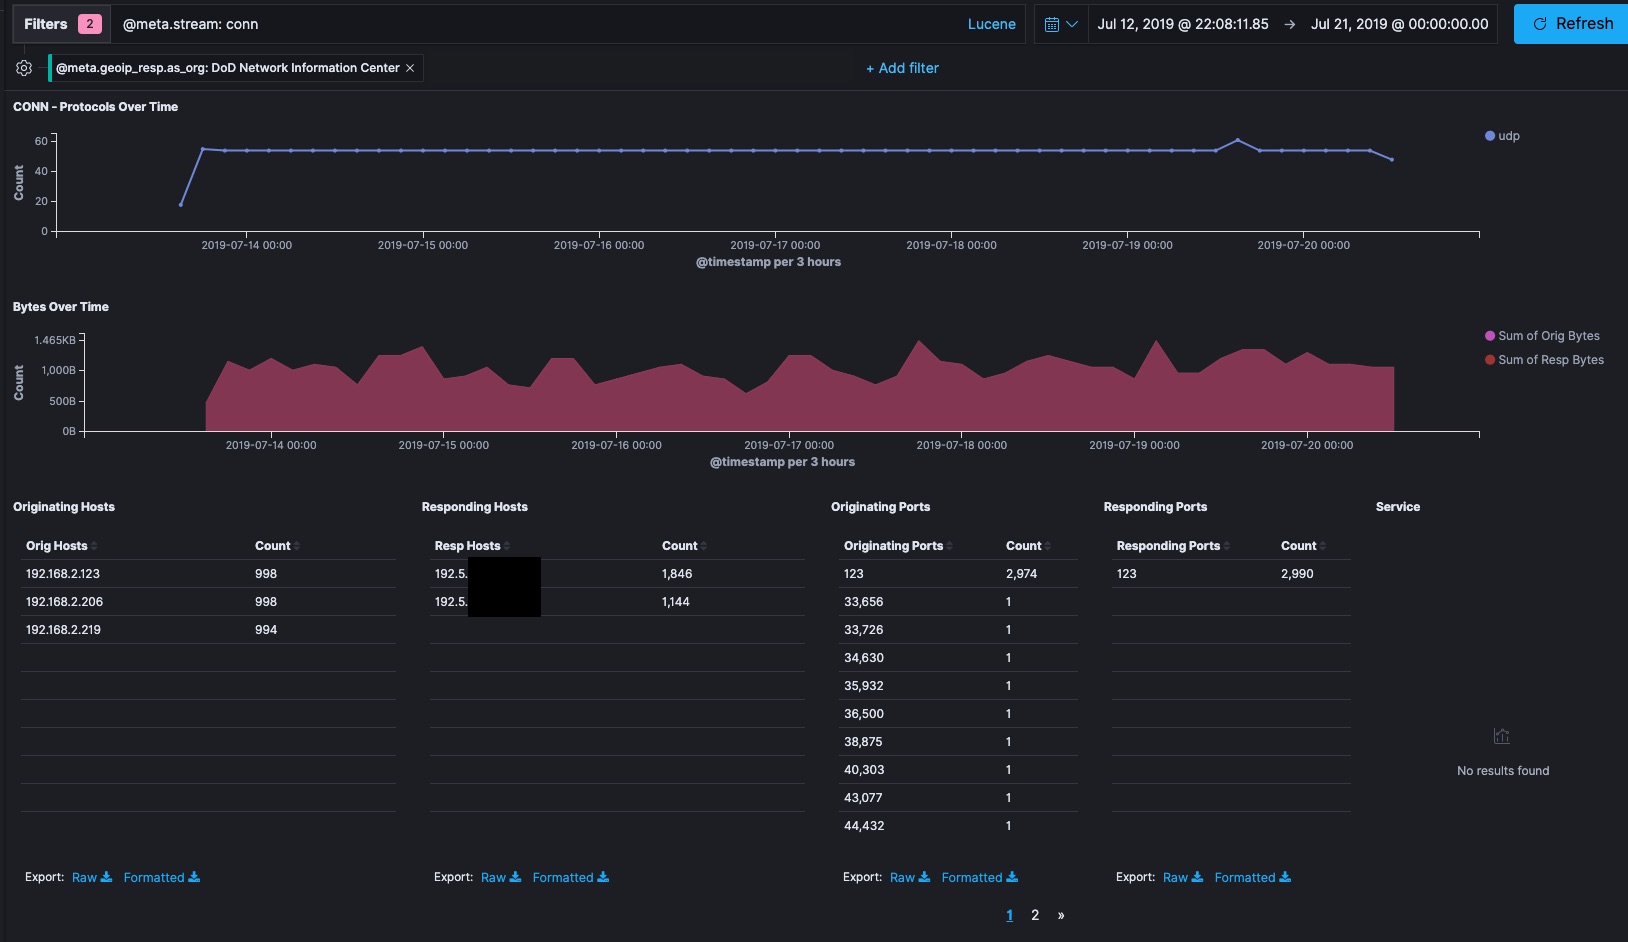 Filters 2 @meta.stream: conn Lucene Jul 12, 2019 @ 22:08:11.85 → Jul 21, 2019 @ 00:00:00.00 Refresh
@meta.geoip_resp.as_org: DoD Network Information Center × + Add filter
CONN - Protocols Over Time
60
40
20
0
Count
udp
2019-07-14 00:00 2019-07-15 00:00 2019-07-16 00:00 2019-07-17 00:00 2019-07-18 00:00 2019-07-19 00:00 2019-07-20 00:00
@timestamp per 3 hours
Bytes Over Time
1.465KB
1,000B
500B
0B
Count
Sum of Orig Bytes
Sum of Resp Bytes
2019-07-14 00:00 2019-07-15 00:00 2019-07-16 00:00 2019-07-17 00:00 2019-07-18 00:00 2019-07-19 00:00 2019-07-20 00:00
@timestamp per 3 hours
Originating Hosts
Orig Hosts Count
192.168.2.123 998
192.168.2.206 998
192.168.2.219 994
Export: Raw Formatted
Responding Hosts
Resp Hosts Count
192.5. 1,846
192.5. 1,144
Export: Raw Formatted
Originating Ports
Originating Ports Count
123 2,974
33,656 1
33,726 1
34,630 1
35,932 1
36,500 1
38,875 1
40,303 1
43,077 1
44,432 1
Export: Raw Formatted
1 2 »
Responding Ports
Responding Ports Count
123 2,990
Export: Raw Formatted
Service
No results found